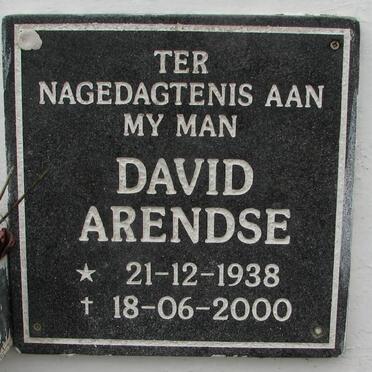 TER
NAGEDAGTENIS AAN
MY MAN
DAVID
ARENDSE
★ 21-12-1938
† 18-06-2000